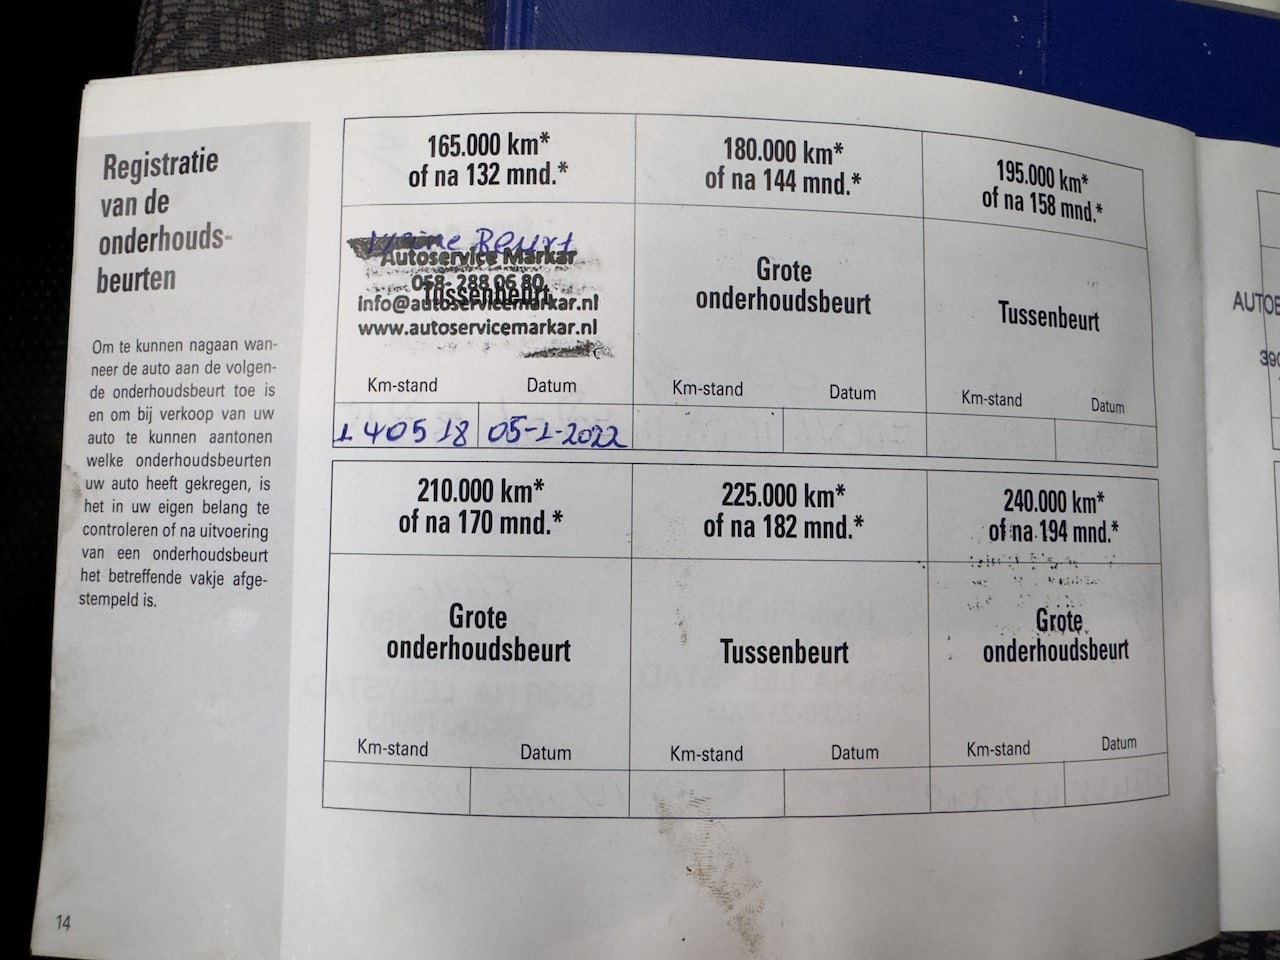 Registratie
van de
onderhouds-
beurten
Om te kunnen nagaan wan-
neer de auto aan de volgen-
de onderhoudsbeurt toe is
en om bij verkoop van uw
auto te kunnen aantonen
welke onderhoudsbeurten
uw auto heeft gekregen, is
het in uw eigen belang te
controleren of na uitvoering
van een onderhoudsbeurt
het betreffende vakje afge-
stempeld is.
14
165.000 km*
of na 132 mnd.*
Kleine Beurt
Autoservice Markar
058-288 06 80
Tussenbeurt
info@autoservicemarkar.nl
www.autoservicemarkar.nl
Km-stand Datum
140518 05-1-2022
180.000 km*
of na 144 mnd.*
Grote
onderhoudsbeurt
Km-stand Datum
195.000 km*
of na 158 mnd.*
Tussenbeurt
Km-stand Datum
210.000 km*
of na 170 mnd.*
Grote
onderhoudsbeurt
Km-stand Datum
225.000 km*
of na 182 mnd.*
Tussenbeurt
Km-stand Datum
240.000 km*
of na 194 mnd.*
Grote
onderhoudsbeurt
Km-stand Datum